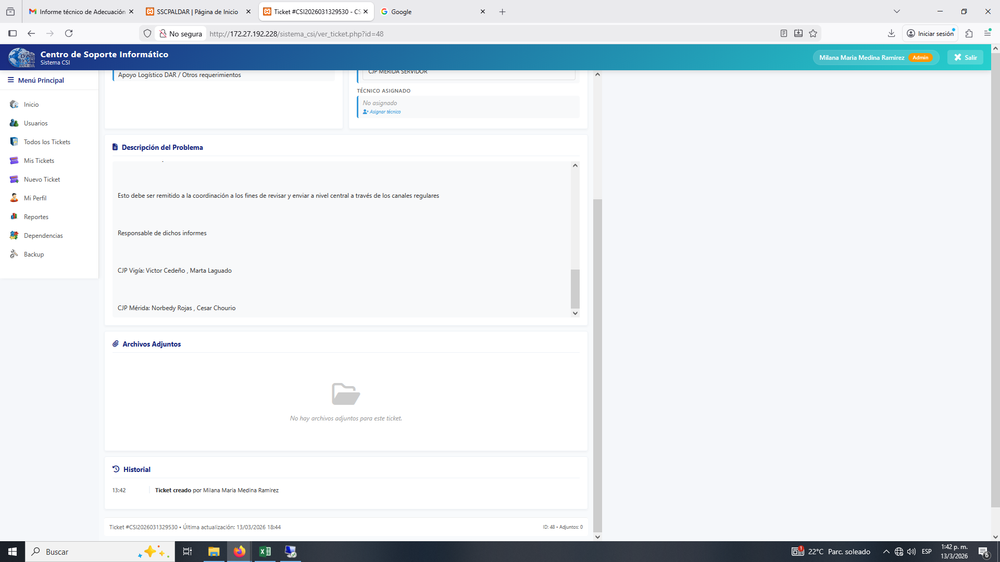 Informe técnico de Adecuación
SSCPALDAR | Página de Inicio
Ticket #CSI2026031329530 - CS
Google
No segura
http://172.27.192.228/sistema_csi/ver_ticket.php?id=48
Iniciar sesión
Centro de Soporte Informático
Sistema CSI
Milana Maria Medina Ramirez Admin
Salir
Menú Principal
Inicio
Usuarios
Todos los Tickets
Mis Tickets
Nuevo Ticket
Mi Perfil
Reportes
Dependencias
Backup
Apoyo Logístico DAR / Otros requerimientos
CJP MERIDA SERVIDOR
TÉCNICO ASIGNADO
No asignado
Asignar técnico
Descripción del Problema
Esto debe ser remitido a la coordinación a los fines de revisar y enviar a nivel central a través de los canales regulares
Responsable de dichos informes
CJP Vigía: Victor Cedeño , Marta Laguado
CJP Mérida: Norbedy Rojas , Cesar Chourio
Archivos Adjuntos
No hay archivos adjuntos para este ticket.
Historial
13:42
Ticket creado por Milana Maria Medina Ramirez
Ticket #CSI2026031329530 • Última actualización: 13/03/2026 18:44
ID: 48 • Adjuntos: 0
Buscar
1
22°C Parc. soleado
ESP
1:42 p. m.
13/3/2026
6